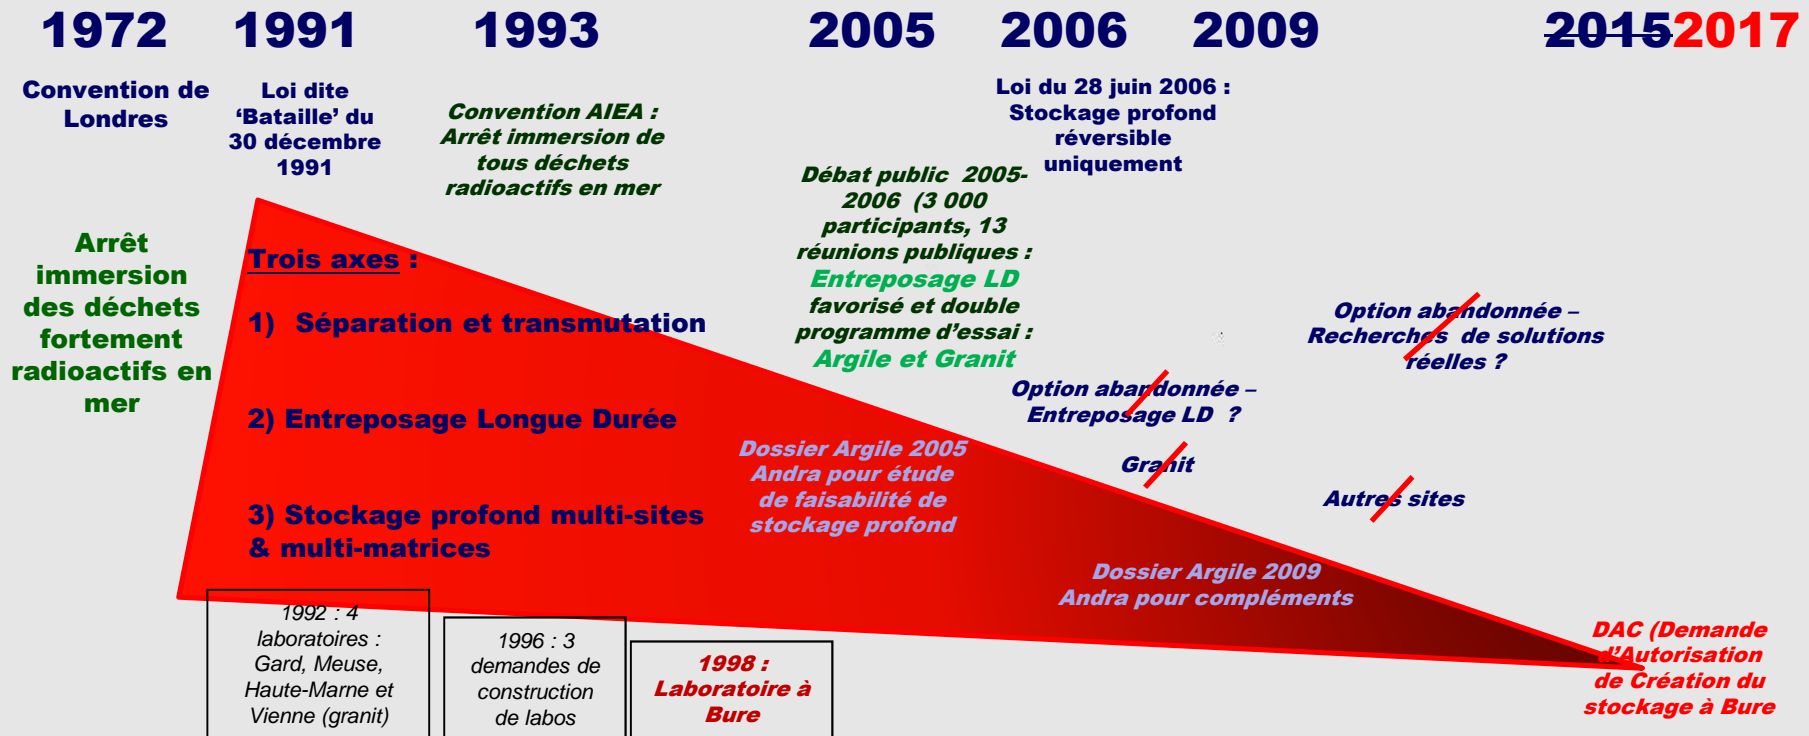 1972 1991 1993 2005 2006 2009 2015 2017
Convention de
Londres
Loi dite
‘Bataille’ du
30 décembre
1991
Convention AIEA :
Arrêt immersion de
tous déchets
radioactifs en mer
Débat public 2005-
2006 (3 000
participants, 13
réunions publiques :
Entreposage LD
favorisé et double
programme d’essai :
Argile et Granit
Loi du 28 juin 2006 :
Stockage profond
réversible
uniquement
Arrêt
immersion
des déchets
fortement
radioactifs en
mer
Trois axes :
1) Séparation et transmutation
2) Entreposage Longue Durée
3) Stockage profond multi-sites
& multi-matrices
Dossier Argile 2005
Andra pour étude
de faisabilité de
stockage profond
Option abandonnée –
Entreposage LD ?
Granit
Option abandonnée –
Recherches de solutions
réelles ?
Autres sites
Dossier Argile 2009
Andra pour compléments
1992 : 4
laboratoires :
Gard, Meuse,
Haute-Marne et
Vienne (granit)
1996 : 3
demandes de
construction
de labos
1998 :
Laboratoire à
Bure
DAC (Demande
d’Autorisation
de Création du
stockage à Bure